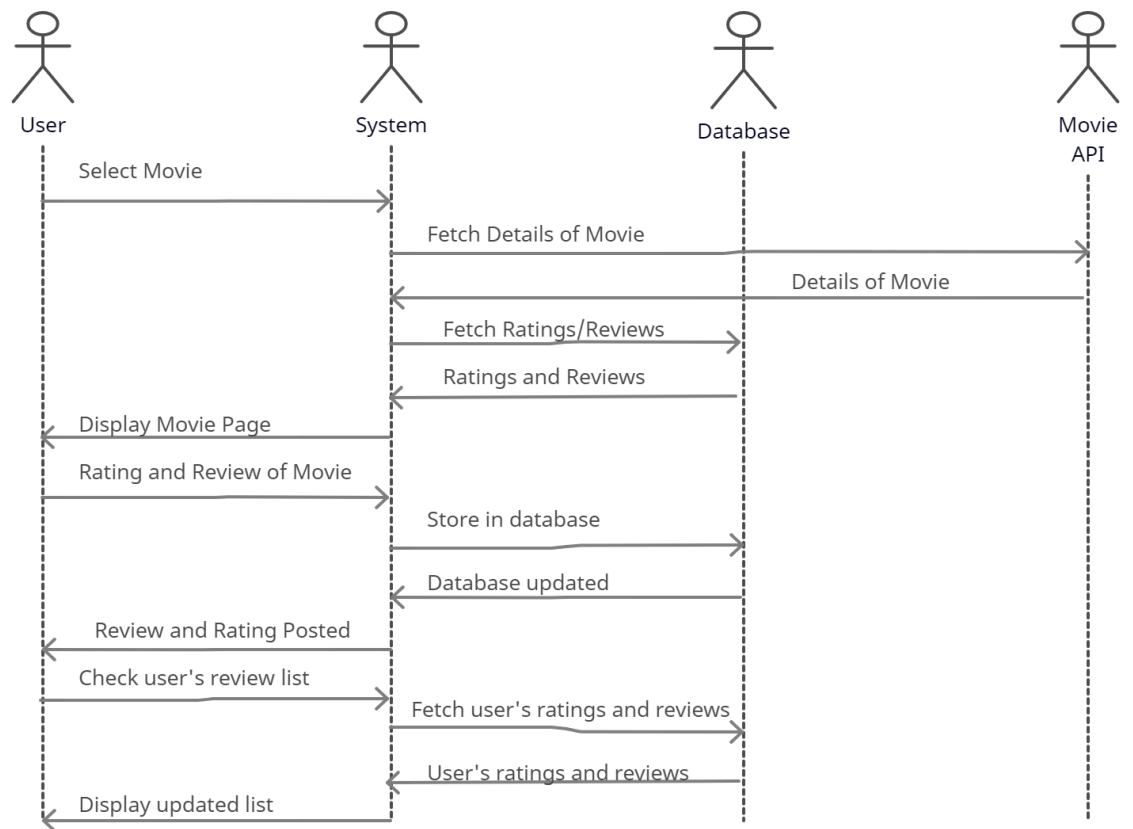 User
System
Database
Movie
API
Select Movie
Fetch Details of Movie
Details of Movie
Fetch Ratings/Reviews
Ratings and Reviews
Display Movie Page
Rating and Review of Movie
Store in database
Database updated
Review and Rating Posted
Check user's review list
Fetch user's ratings and reviews
User's ratings and reviews
Display updated list